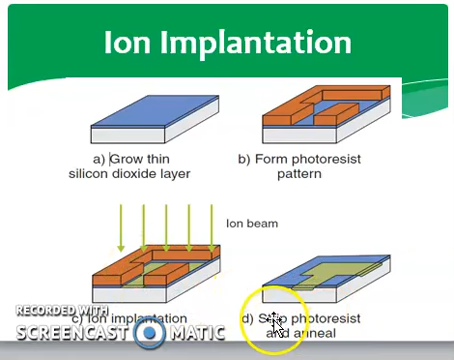 Ion Implantation
a) Grow thin
silicon dioxide layer
b) Form photoresist
pattern
Ion beam
c) Ion implantation
d) Strip photoresist
and anneal
RECORDED WITH
SCREENCAST MATIC